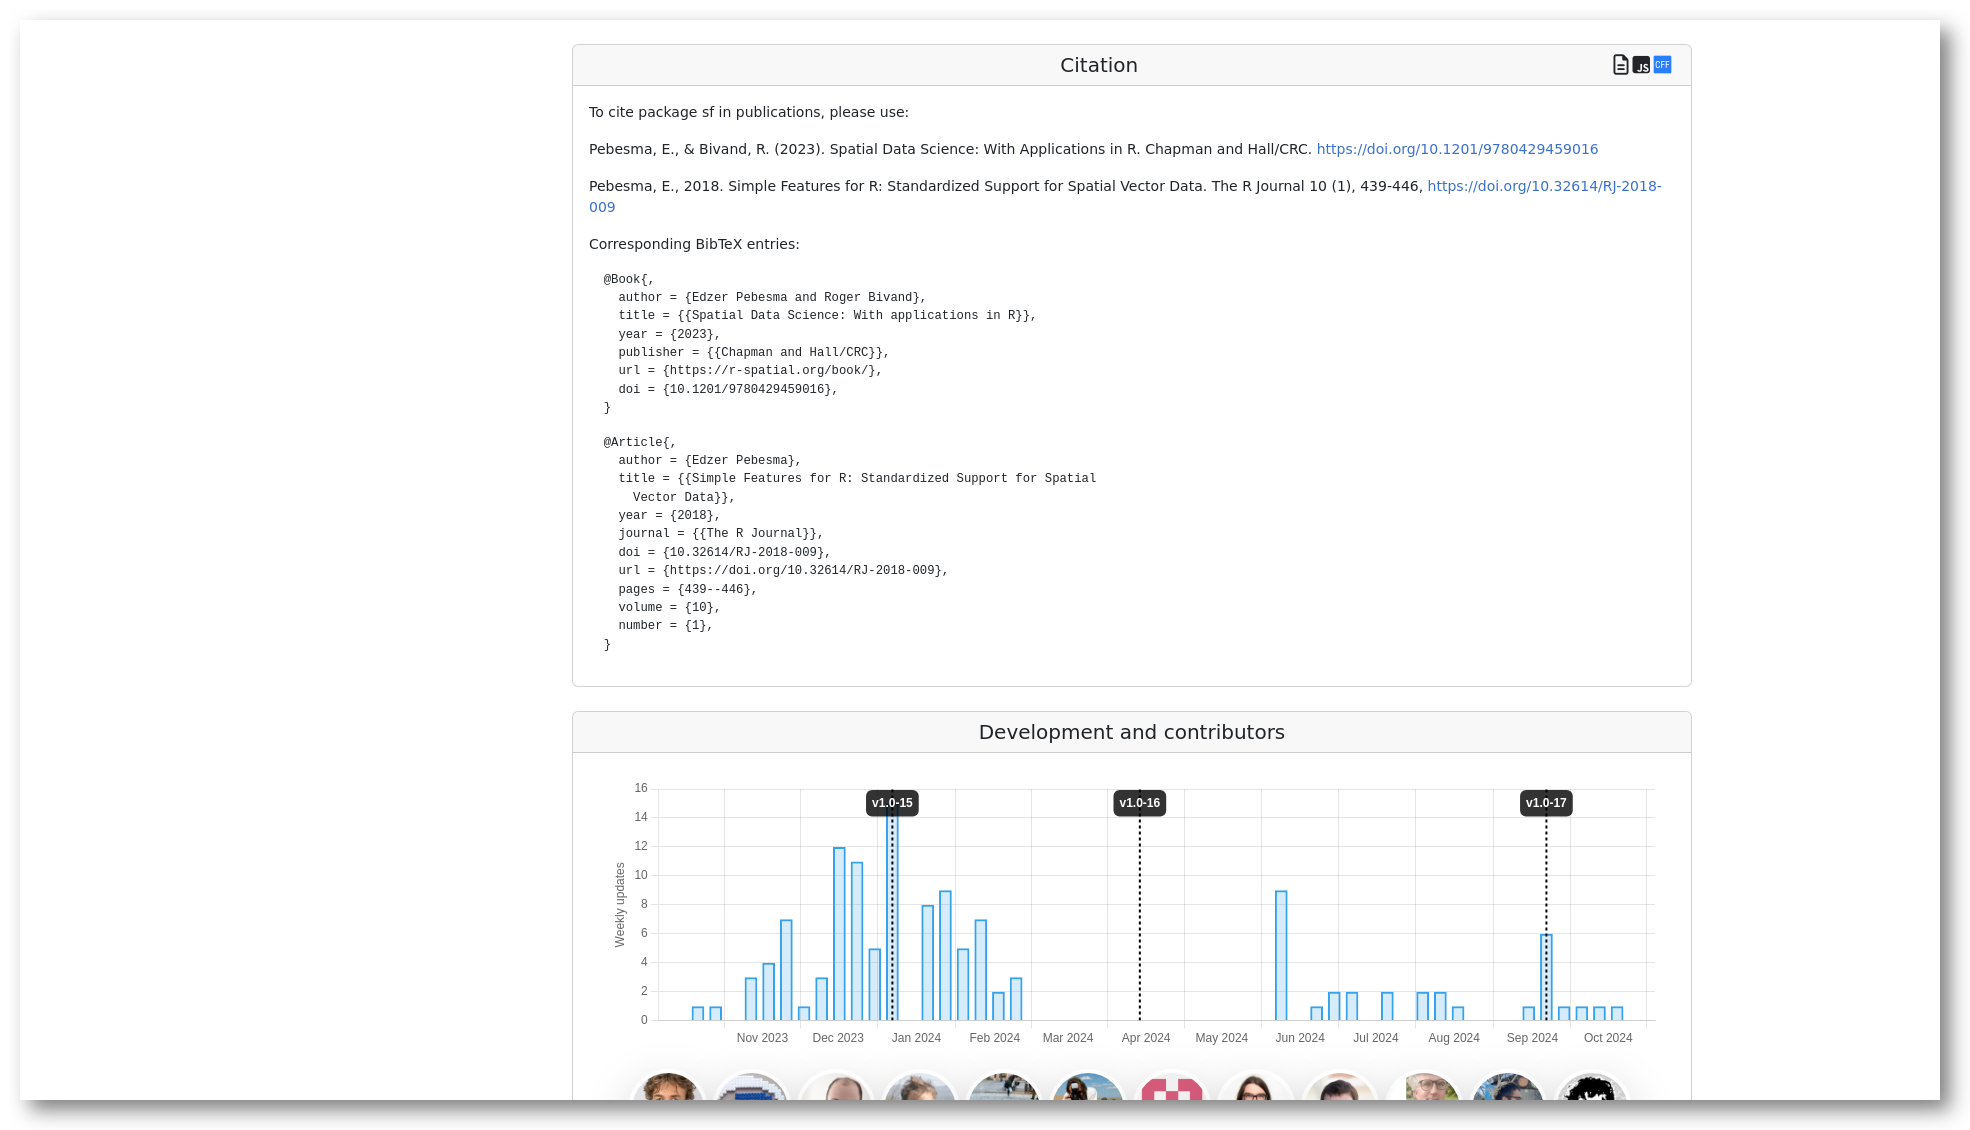 Citation
JS
CFF
To cite package sf in publications, please use:
Pebesma, E., & Bivand, R. (2023). Spatial Data Science: With Applications in R. Chapman and Hall/CRC. https://doi.org/10.1201/9780429459016
Pebesma, E., 2018. Simple Features for R: Standardized Support for Spatial Vector Data. The R Journal 10 (1), 439-446, https://doi.org/10.32614/RJ-2018-
009
Corresponding BibTeX entries:
@Book{,
author = {Edzer Pebesma and Roger Bivand},
title = {{Spatial Data Science: With applications in R}},
year = {2023},
publisher = {{Chapman and Hall/CRC}},
url = {https://r-spatial.org/book/},
doi = {10.1201/9780429459016},
}
@Article{,
author = {Edzer Pebesma},
title = {{Simple Features for R: Standardized Support for Spatial
Vector Data}},
year = {2018},
journal = {{The R Journal}},
doi = {10.32614/RJ-2018-009},
url = {https://doi.org/10.32614/RJ-2018-009},
pages = {439--446},
volume = {10},
number = {1},
}
Development and contributors
Weekly updates
16
14
12
10
8
6
4
2
0
v1.0-15
v1.0-16
v1.0-17
Nov 2023
Dec 2023
Jan 2024
Feb 2024
Mar 2024
Apr 2024
May 2024
Jun 2024
Jul 2024
Aug 2024
Sep 2024
Oct 2024